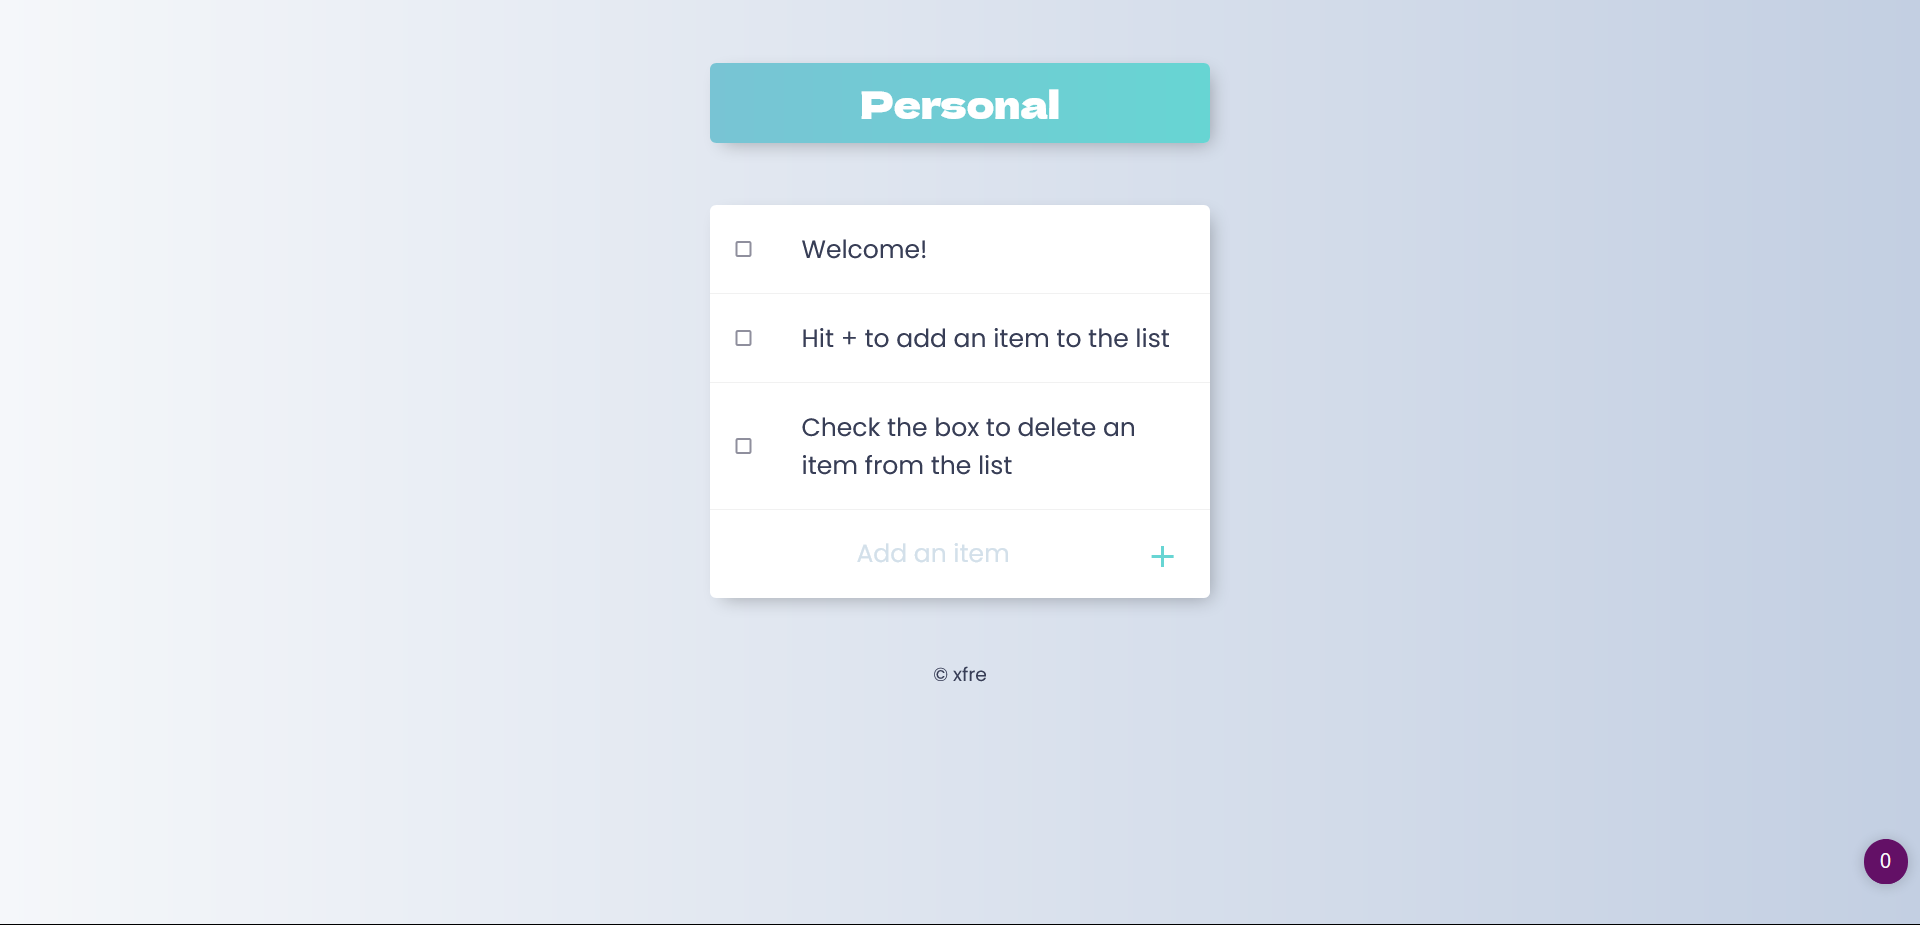 Personal
Welcome!
Hit + to add an item to the list
Check the box to delete an
item from the list
Add an item
+
© xfre
0